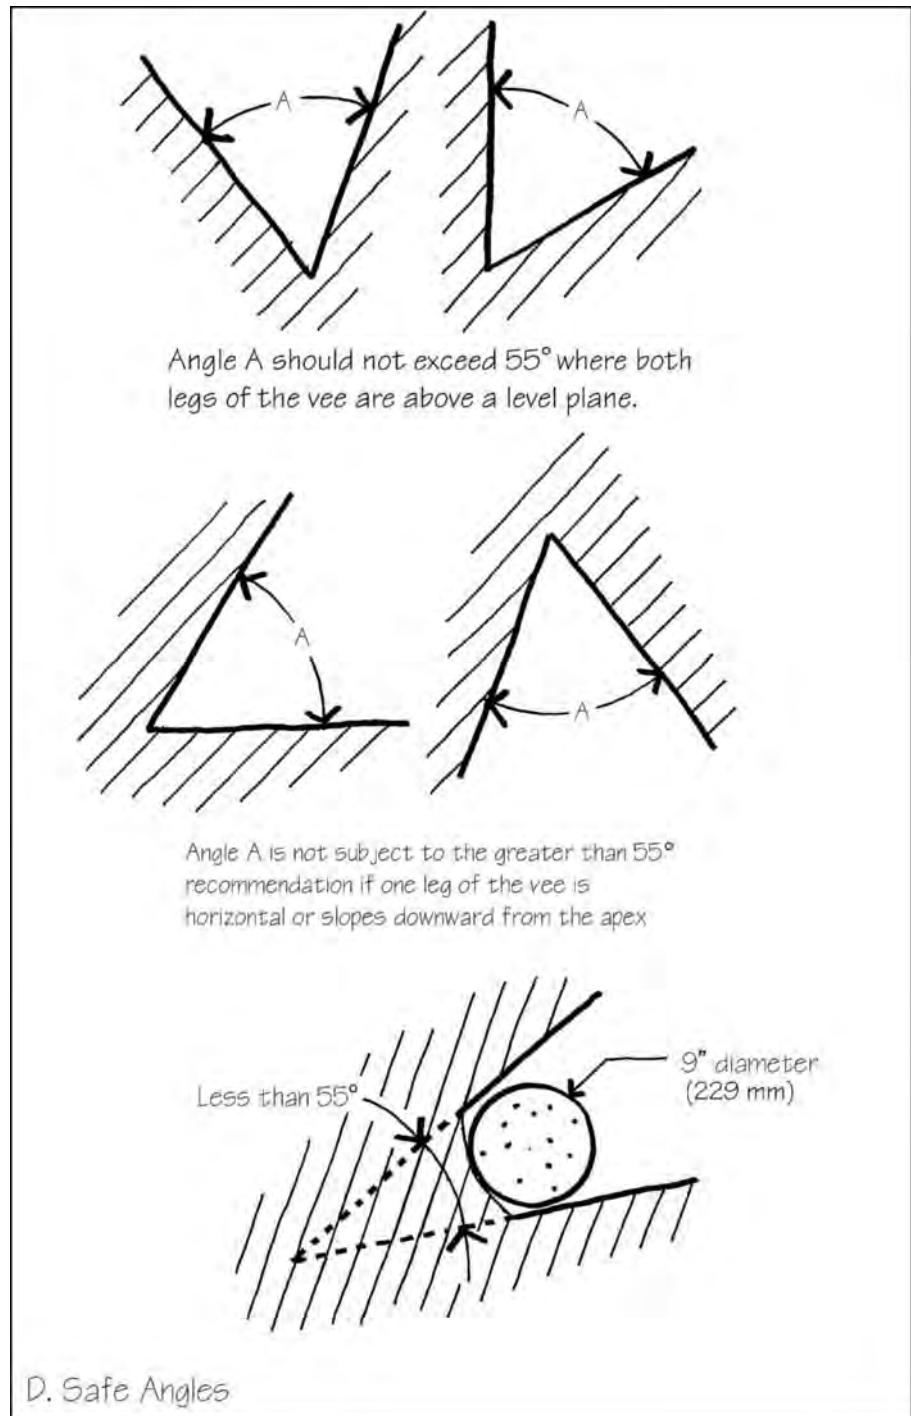 A
A
Angle A should not exceed 55° where both
legs of the vee are above a level plane.
A
A
Angle A is not subject to the greater than 55°
recommendation if one leg of the vee is
horizontal or slopes downward from the apex
Less than 55°
9" diameter
(229 mm)
D. Safe Angles